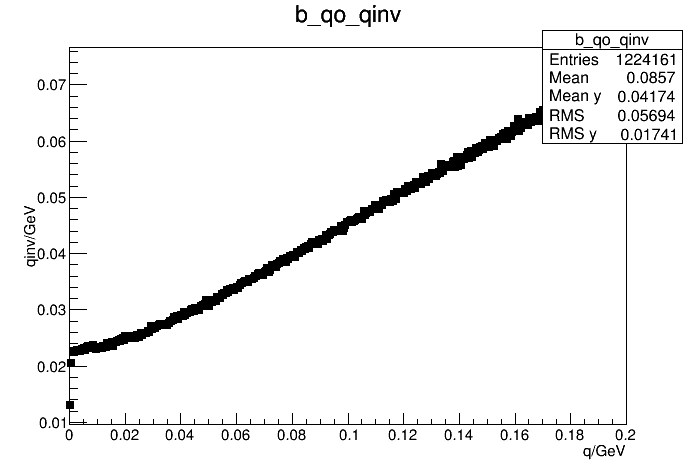 b_qo_qinv
b_qo_qinv
Entries 1224161
Mean 0.0857
Mean y 0.04174
RMS 0.05694
RMS y 0.01741
qinv/GeV
0.07
0.06
0.05
0.04
0.03
0.02
0.01
0 0.02 0.04 0.06 0.08 0.1 0.12 0.14 0.16 0.18 0.2
q/GeV